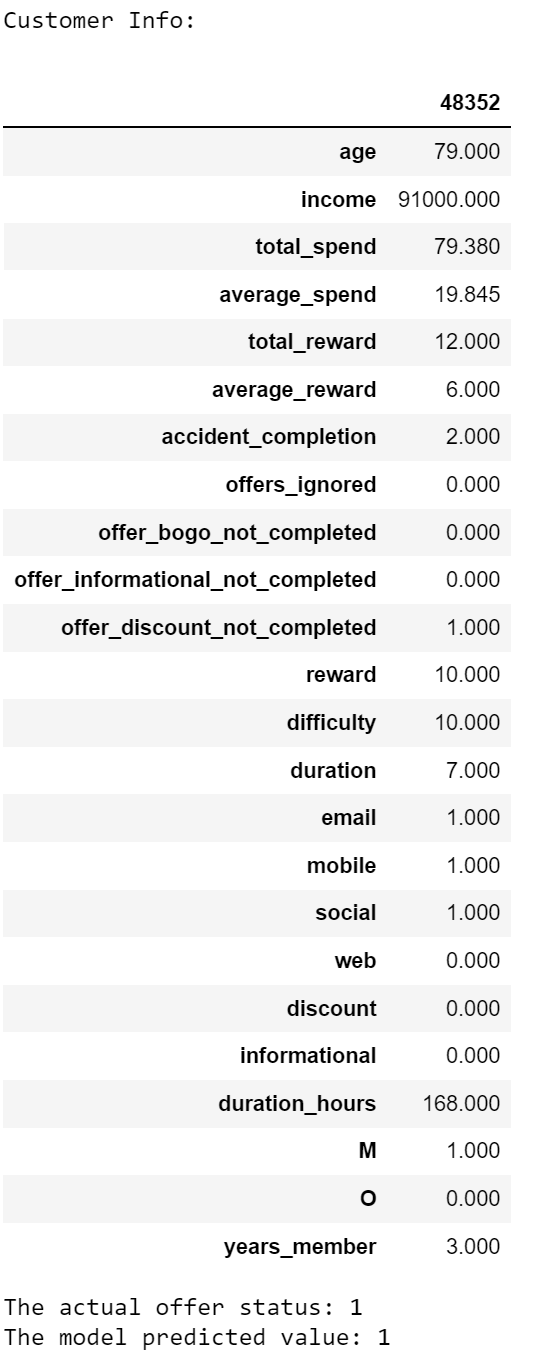 Customer Info:
48352
age 79.000
income 91000.000
total_spend 79.380
average_spend 19.845
total_reward 12.000
average_reward 6.000
accident_completion 2.000
offers_ignored 0.000
offer_bogo_not_completed 0.000
offer_informational_not_completed 0.000
offer_discount_not_completed 1.000
reward 10.000
difficulty 10.000
duration 7.000
email 1.000
mobile 1.000
social 1.000
web 0.000
discount 0.000
informational 0.000
duration_hours 168.000
M 1.000
O 0.000
years_member 3.000
The actual offer status: 1
The model predicted value: 1